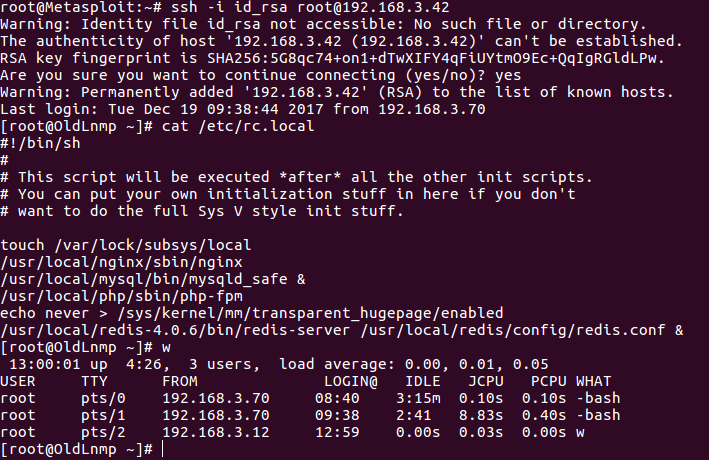 root@Metasploit:~# ssh -i id_rsa root@192.168.3.42
Warning: Identity file id_rsa not accessible: No such file or directory.
The authenticity of host '192.168.3.42 (192.168.3.42)' can't be established.
RSA key fingerprint is SHA256:5G8qc74+on1+dTwXIFY4qFiUYtmO9Ec+QqIgRGldLPw.
Are you sure you want to continue connecting (yes/no)? yes
Warning: Permanently added '192.168.3.42' (RSA) to the list of known hosts.
Last login: Tue Dec 19 09:38:44 2017 from 192.168.3.70
[root@OldLnmp ~]# cat /etc/rc.local
#!/bin/sh
#
# This script will be executed *after* all the other init scripts.
# You can put your own initialization stuff in here if you don't
# want to do the full Sys V style init stuff.
touch /var/lock/subsys/local
/usr/local/nginx/sbin/nginx
/usr/local/mysql/bin/mysqld_safe &
/usr/local/php/sbin/php-fpm
echo never > /sys/kernel/mm/transparent_hugepage/enabled
/usr/local/redis-4.0.6/bin/redis-server /usr/local/redis/config/redis.conf &
[root@OldLnmp ~]# w
 13:00:01 up  4:26,  3 users,  load average: 0.00, 0.01, 0.05
USER     TTY      FROM              LOGIN@   IDLE   JCPU   PCPU WHAT
root     pts/0    192.168.3.70     08:40    3:15m  0.10s  0.10s -bash
root     pts/1    192.168.3.70     09:38    2:41   8.83s  0.40s -bash
root     pts/2    192.168.3.12     12:59    0.00s  0.03s  0.00s w
[root@OldLnmp ~]#